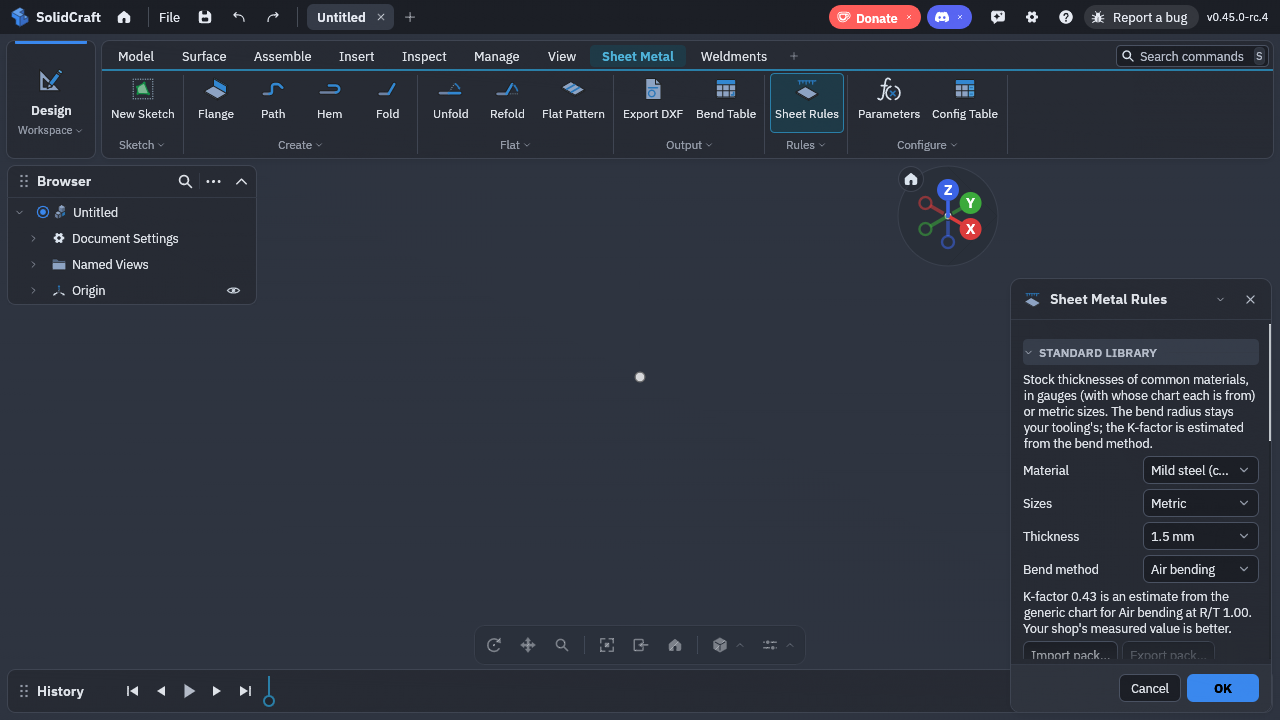 SolidCraft
File
Untitled
Donate
Report a bug
v0.45.0-rc.4
Design
Workspace
Model
Surface
Assemble
Insert
Inspect
Manage
View
Sheet Metal
Weldments
Search commands
S
New Sketch
Flange
Path
Hem
Fold
Unfold
Refold
Flat Pattern
Export DXF
Bend Table
Sheet Rules
Parameters
Config Table
Sketch
Create
Flat
Output
Rules
Configure
Browser
Untitled
Document Settings
Named Views
Origin
Z
Y
X
Sheet Metal Rules
STANDARD LIBRARY
Stock thicknesses of common materials,
in gauges (with whose chart each is from)
or metric sizes. The bend radius stays
your tooling's; the K-factor is estimated
from the bend method.
Material
Mild steel (c...
Sizes
Metric
Thickness
1.5 mm
Bend method
Air bending
K-factor 0.43 is an estimate from the
generic chart for Air bending at R/T 1.00.
Your shop's measured value is better.
Import pack...
Export pack...
Cancel
OK
History